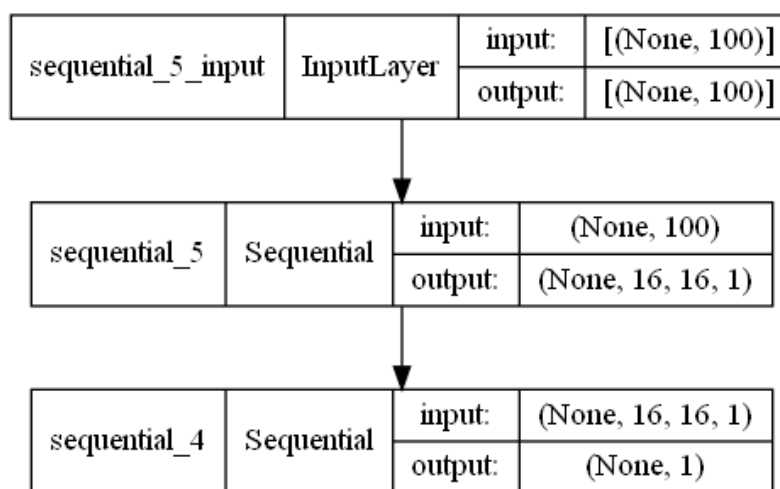 sequential_5_input InputLayer input: [(None, 100)]
output: [(None, 100)]
sequential_5 Sequential input: (None, 100)
output: (None, 16, 16, 1)
sequential_4 Sequential input: (None, 16, 16, 1)
output: (None, 1)